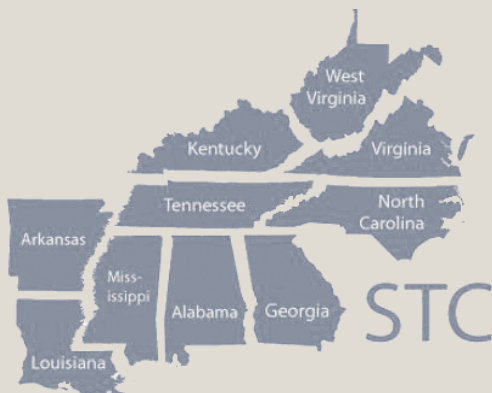 West
Virginia
Kentucky
Virginia
Tennessee
North
Carolina
Arkansas
Miss-
issippi
Alabama
Georgia
STC
Louisiana